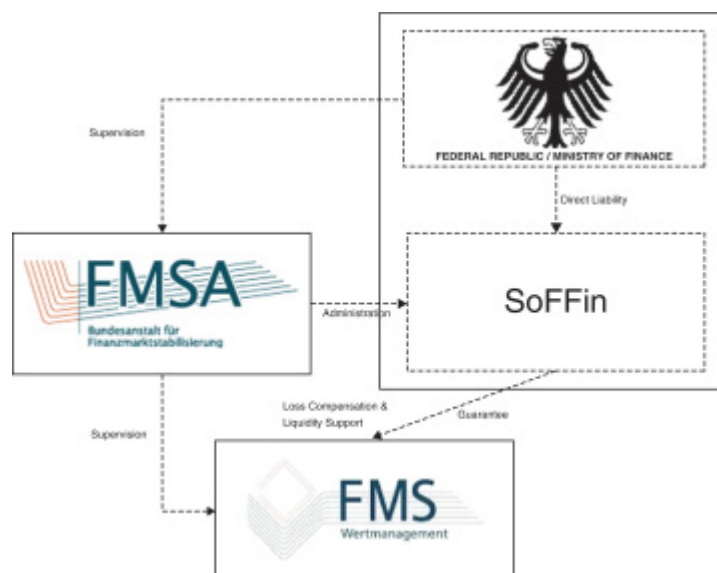 FEDERAL REPUBLIC / MINISTRY OF FINANCE
Supervision
Direct Liability
FMSA
Bundesanstalt für
Finanzmarktstabilisierung
Administration
SoFFin
Loss Compensation &
Liquidity Support
Guarantee
Supervision
FMS
Wertmanagement